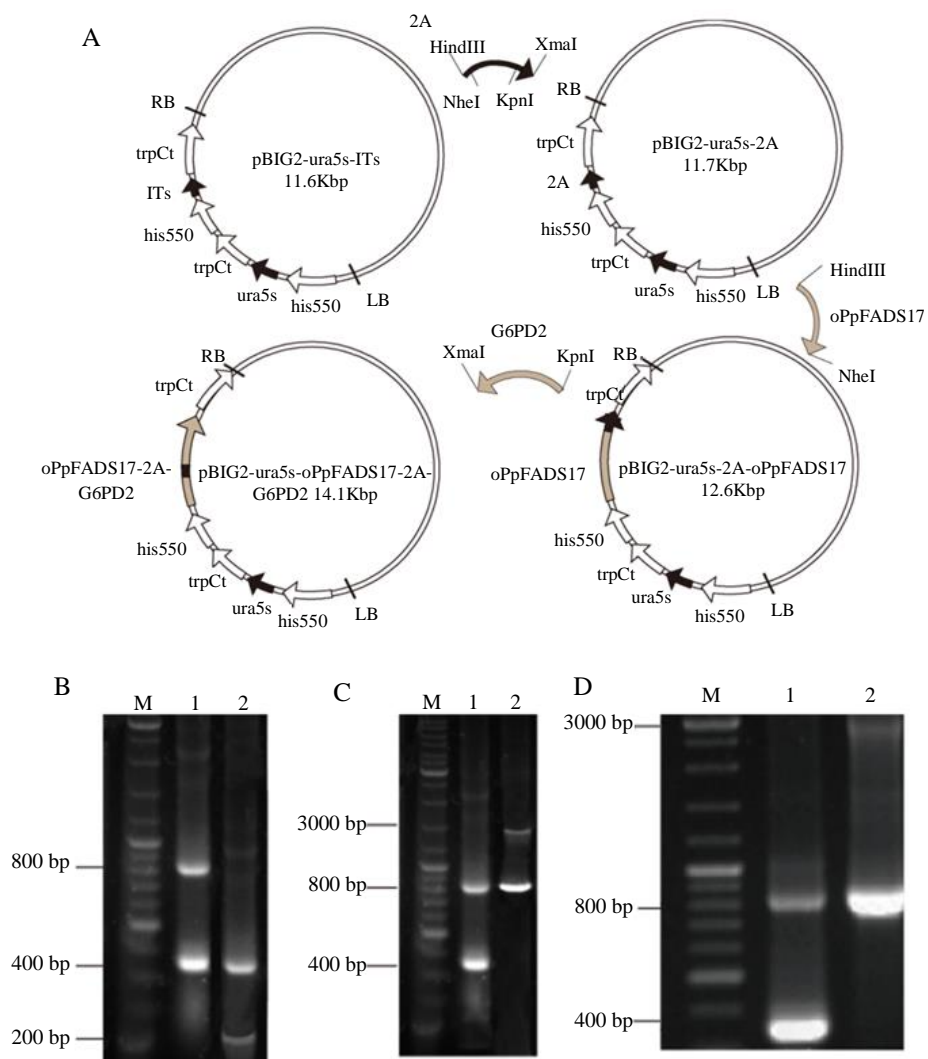 A
2A
HindIII
XmaI
NheI
KpnI
RB
trpCt
ITs
his550
trpCt
ura5s
his550
LB
pBIG2-ura5s-ITs
11.6Kbp
RB
trpCt
2A
his550
trpCt
ura5s
his550
LB
pBIG2-ura5s-2A
11.7Kbp
HindIII
oPpFADS17
NheI
G6PD2
XmaI
KpnI
RB
trpCt
oPpFADS17-2A-
G6PD2
his550
trpCt
ura5s
his550
LB
pBIG2-ura5s-oPpFADS17-2A-
G6PD2 14.1Kbp
RB
trpCt
oPpFADS17
his550
trpCt
ura5s
his550
LB
pBIG2-ura5s-2A-oPpFADS17
12.6Kbp
B
M 1 2
800 bp
400 bp
200 bp
C
M 1 2
3000 bp
800 bp
400 bp
D
M 1 2
3000 bp
800 bp
400 bp